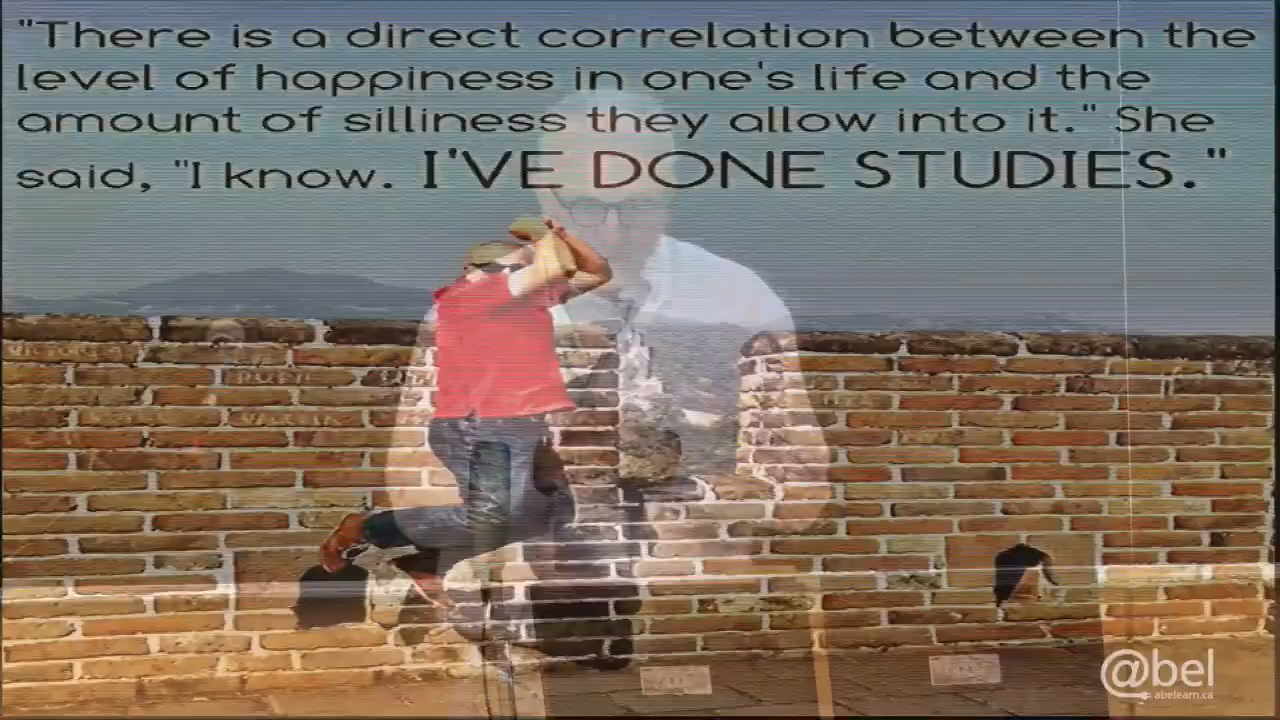 "There is a direct correlation between the
level of happiness in one's life and the
amount of silliness they allow into it." She
said, "I know. I'VE DONE STUDIES."
@bel
abelearn.ca